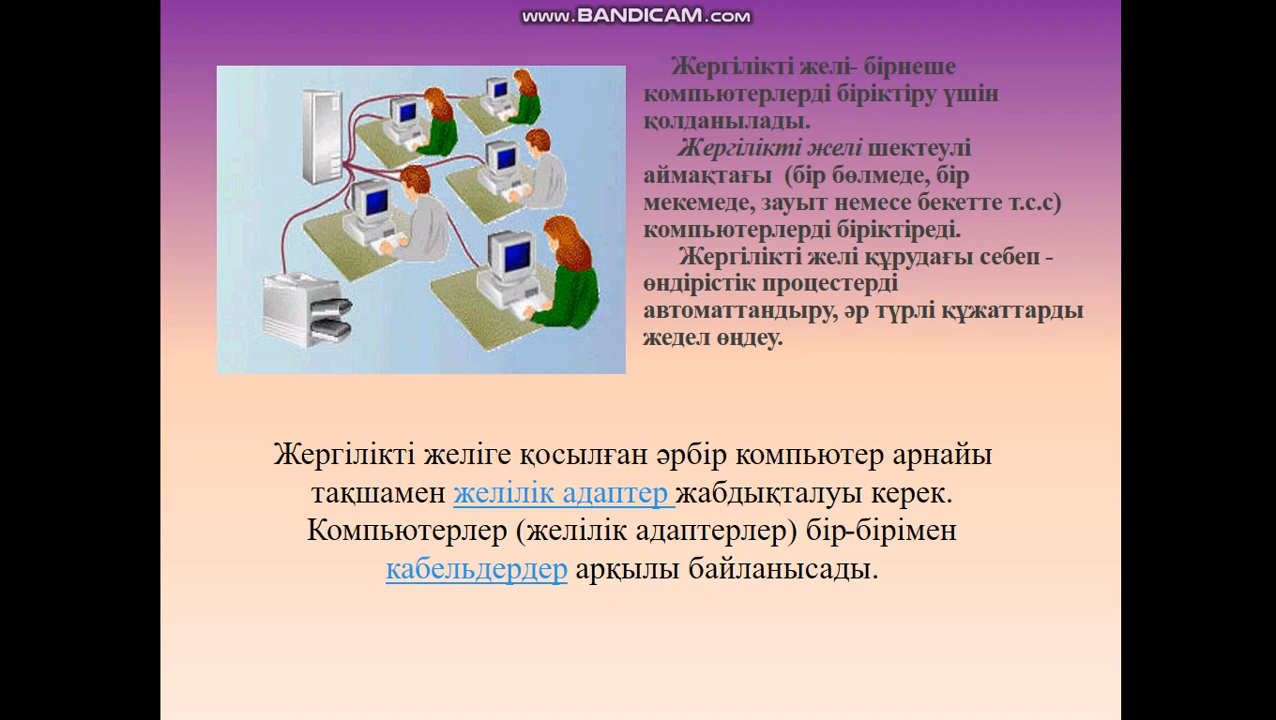 www.BANDICAM.com
Жергілікті желі- бірнеше
компьютерлерді біріктіру үшін
қолданылады.
Жергілікті желі шектеулі
аймақтағы (бір бөлмеде, бір
мекемеде, зауыт немесе бекетте т.с.с)
компьютерлерді біріктіреді.
Жергілікті желі құрудағы себеп -
өндірістік процестерді
автоматтандыру, әр түрлі құжаттарды
жедел өңдеу.
Жергілікті желіге қосылған әрбір компьютер арнайы
тақшамен желілік адаптер жабдықталуы керек.
Компьютерлер (желілік адаптерлер) бір-бірімен
кабельдердер арқылы байланысады.